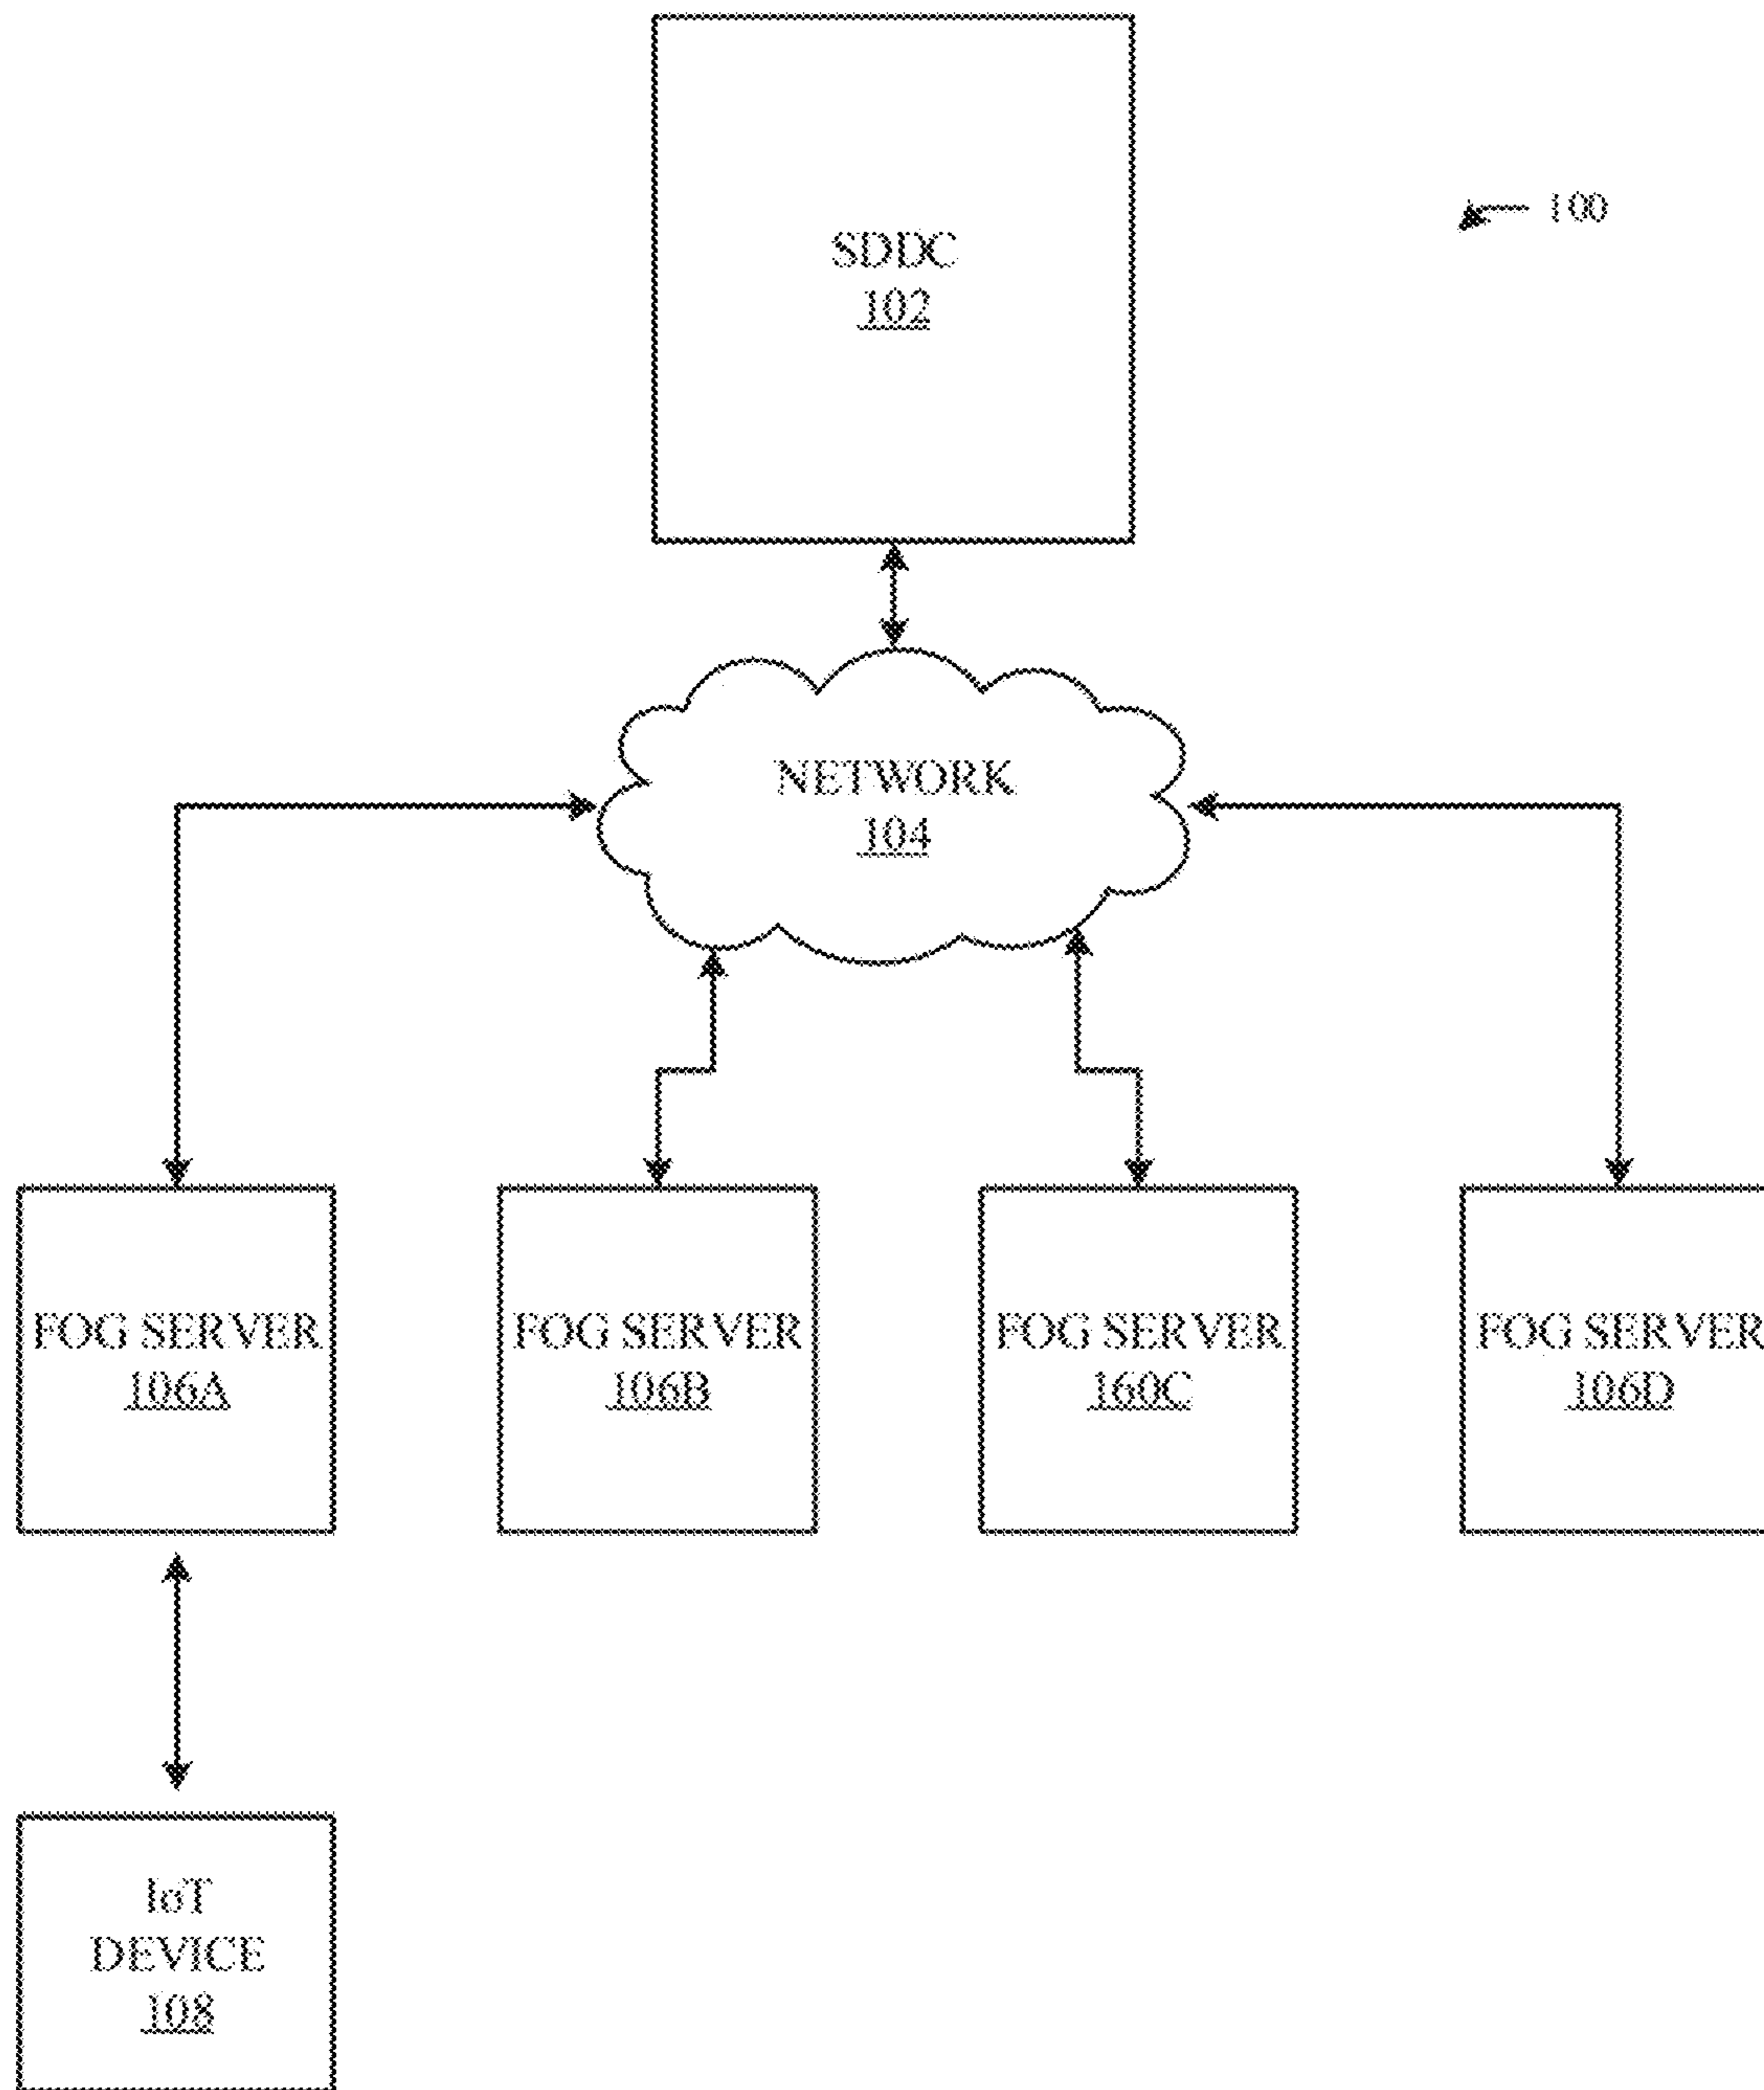 SDDC
102
100
NETWORK
104
FOG SERVER
106A
FOG SERVER
106B
FOG SERVER
160C
FOG SERVER
106D
IoT
DEVICE
108